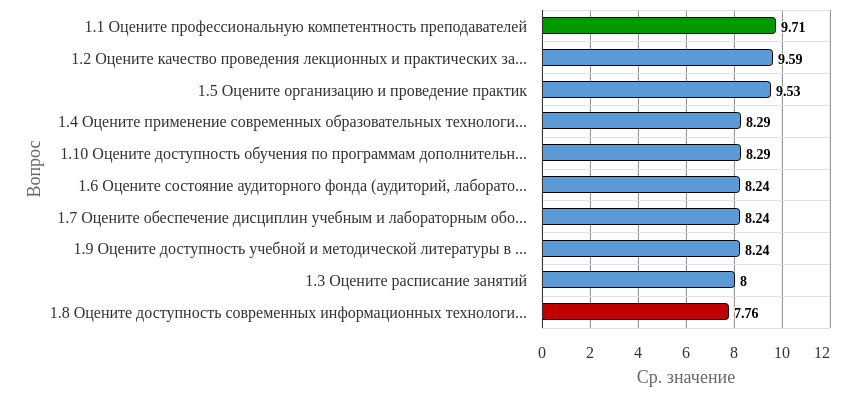 1.1 Оцените профессиональную компетентность преподавателей 9.71
1.2 Оцените качество проведения лекционных и практических за... 9.59
1.5 Оцените организацию и проведение практик 9.53
1.4 Оцените применение современных образовательных технологи... 8.29
1.10 Оцените доступность обучения по программам дополнительн... 8.29
1.6 Оцените состояние аудиторного фонда (аудиторий, лаборато... 8.24
1.7 Оцените обеспечение дисциплин учебным и лабораторным обо... 8.24
1.9 Оцените доступность учебной и методической литературы в ... 8.24
1.3 Оцените расписание занятий 8
1.8 Оцените доступность современных информационных технологи... 7.76
Вопрос
0 2 4 6 8 10 12
Ср. значение